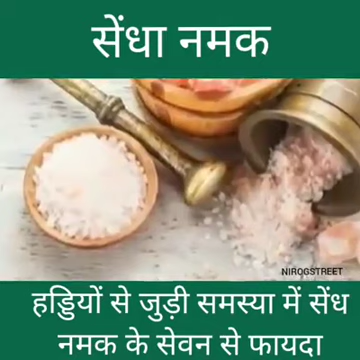 सेंधा नमक
NIROGSTREET
हड्डियों से जुड़ी समस्या में सेंध
नमक के सेवन से फायदा